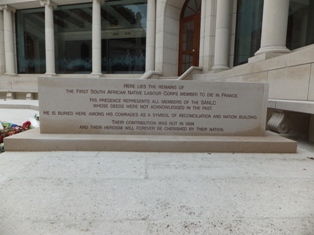 HERE LIES THE REMAINS OF
THE FIRST SOUTH AFRICAN NATIVE LABOUR CORPS MEMBER TO DIE IN FRANCE.
HIS PRESENCE REPRESENTS ALL MEMBERS OF THE SANLC
WHOSE DEEDS WERE NOT ACKNOWLEDGED IN THE PAST.
HE IS BURIED HERE AMONG HIS COMRADES AS A SYMBOL OF RECONCILIATION AND NATION BUILDING.
THEIR CONTRIBUTION WAS NOT IN VAIN
AND THEIR HEROISM WILL FOREVER BE CHERISHED BY THEIR NATION.